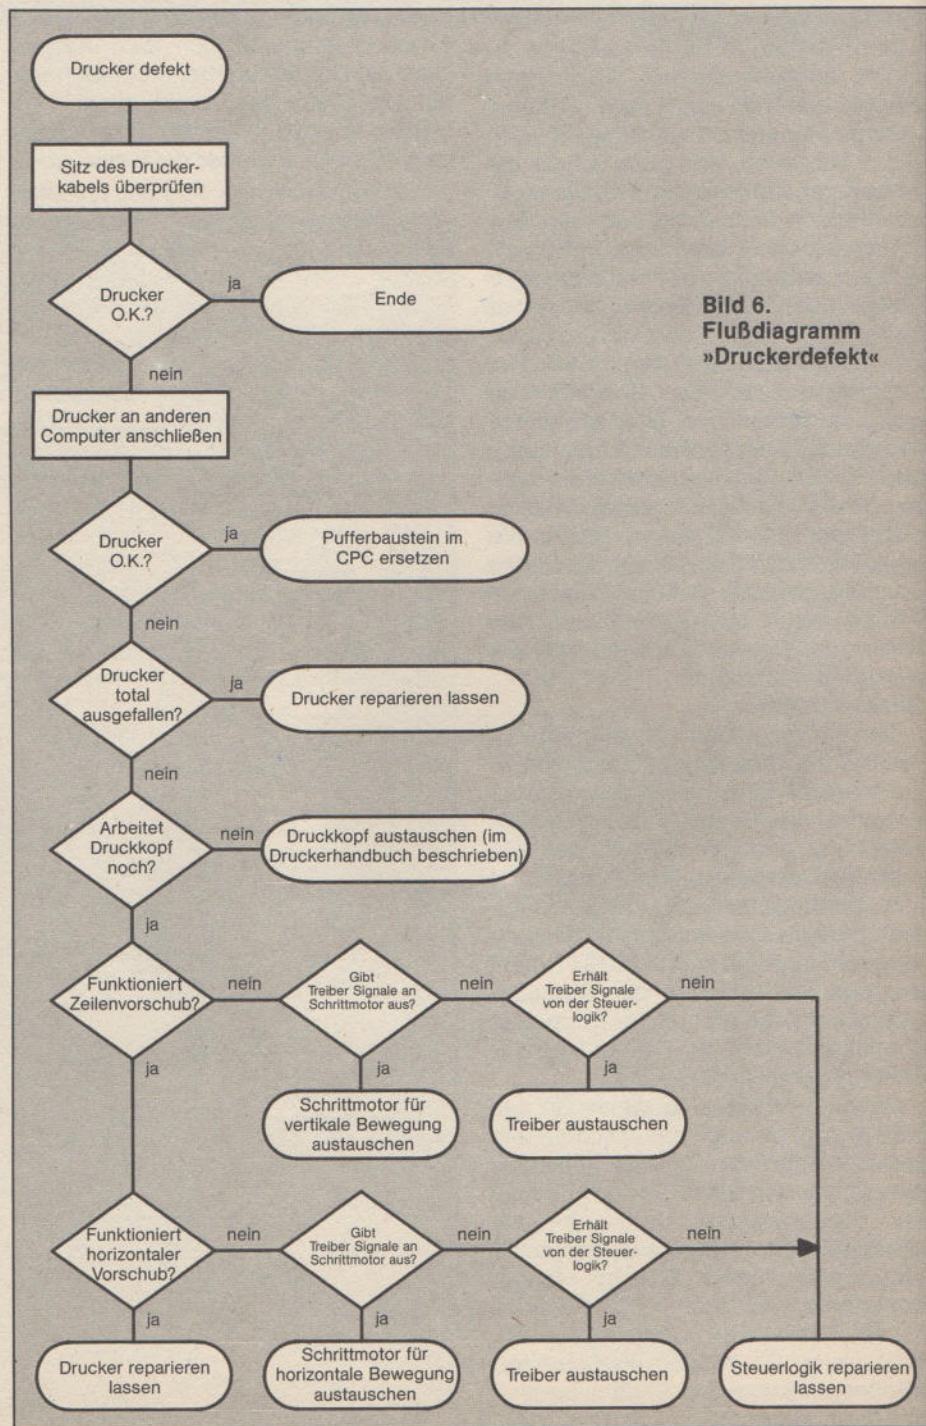 Drucker defekt
Sitz des Drucker-
kabels überprüfen
Drucker
O.K.?
ja
Ende
Bild 6.
Flußdiagramm
»Druckerdefekt«
nein
Drucker an anderen
Computer anschließen
Drucker
O.K.?
ja
Pufferbaustein im
CPC ersetzen
nein
Drucker
total
ausgefallen?
ja
Drucker reparieren lassen
nein
Arbeitet
Druckkopf
noch?
nein
Druckkopf austauschen (im
Druckerhandbuch beschrieben)
ja
Funktioniert
Zeilenvorschub?
nein
Gibt
Treiber Signale an
Schrittmotor aus?
nein
Erhält
Treiber Signale
von der Steuer-
logik?
nein
ja
ja
ja
Schrittmotor für
vertikale Bewegung
austauschen
Treiber austauschen
Funktioniert
horizontaler
Vorschub?
nein
Gibt
Treiber Signale an
Schrittmotor aus?
nein
Erhält
Treiber Signale
von der Steuer-
logik?
nein
ja
ja
ja
Drucker reparieren
lassen
Schrittmotor für
horizontale Bewegung
austauschen
Treiber austauschen
Steuerlogik reparieren
lassen